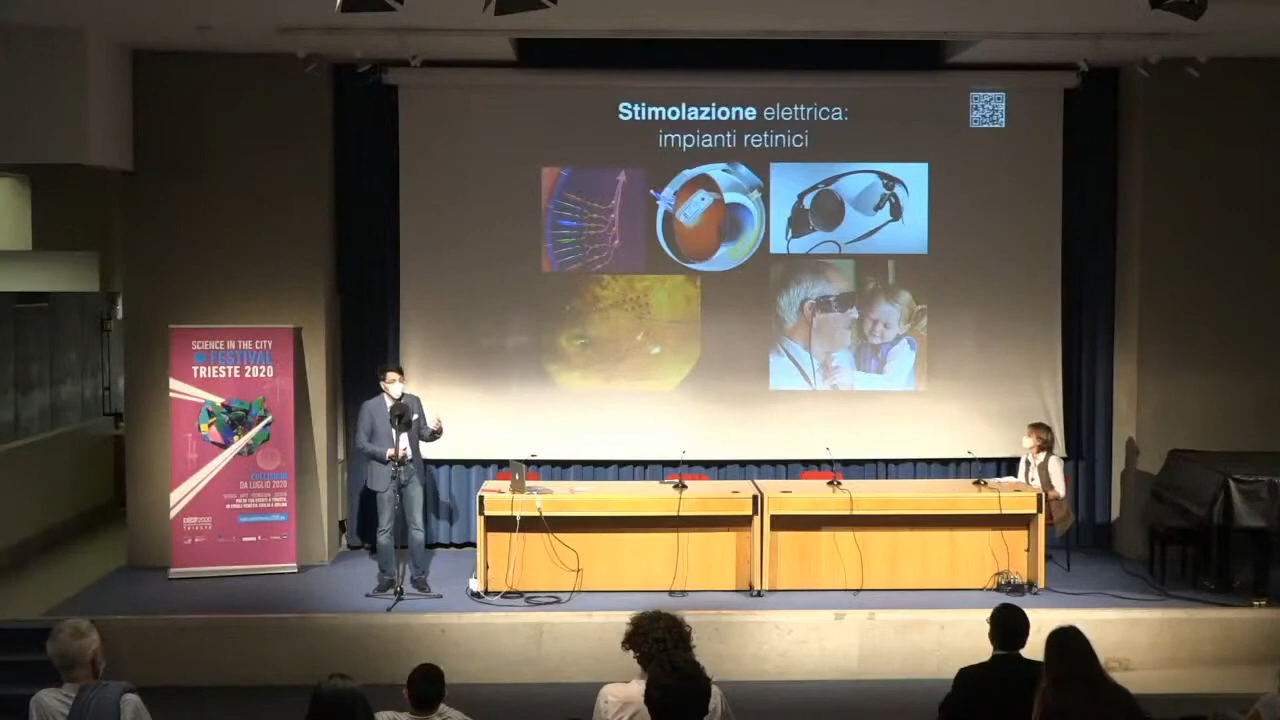 Stimolazione elettrica:
impianti retinici
SCIENCE IN THE CITY
FESTIVAL
TRIESTE 2020
DA LUGLIO 2020